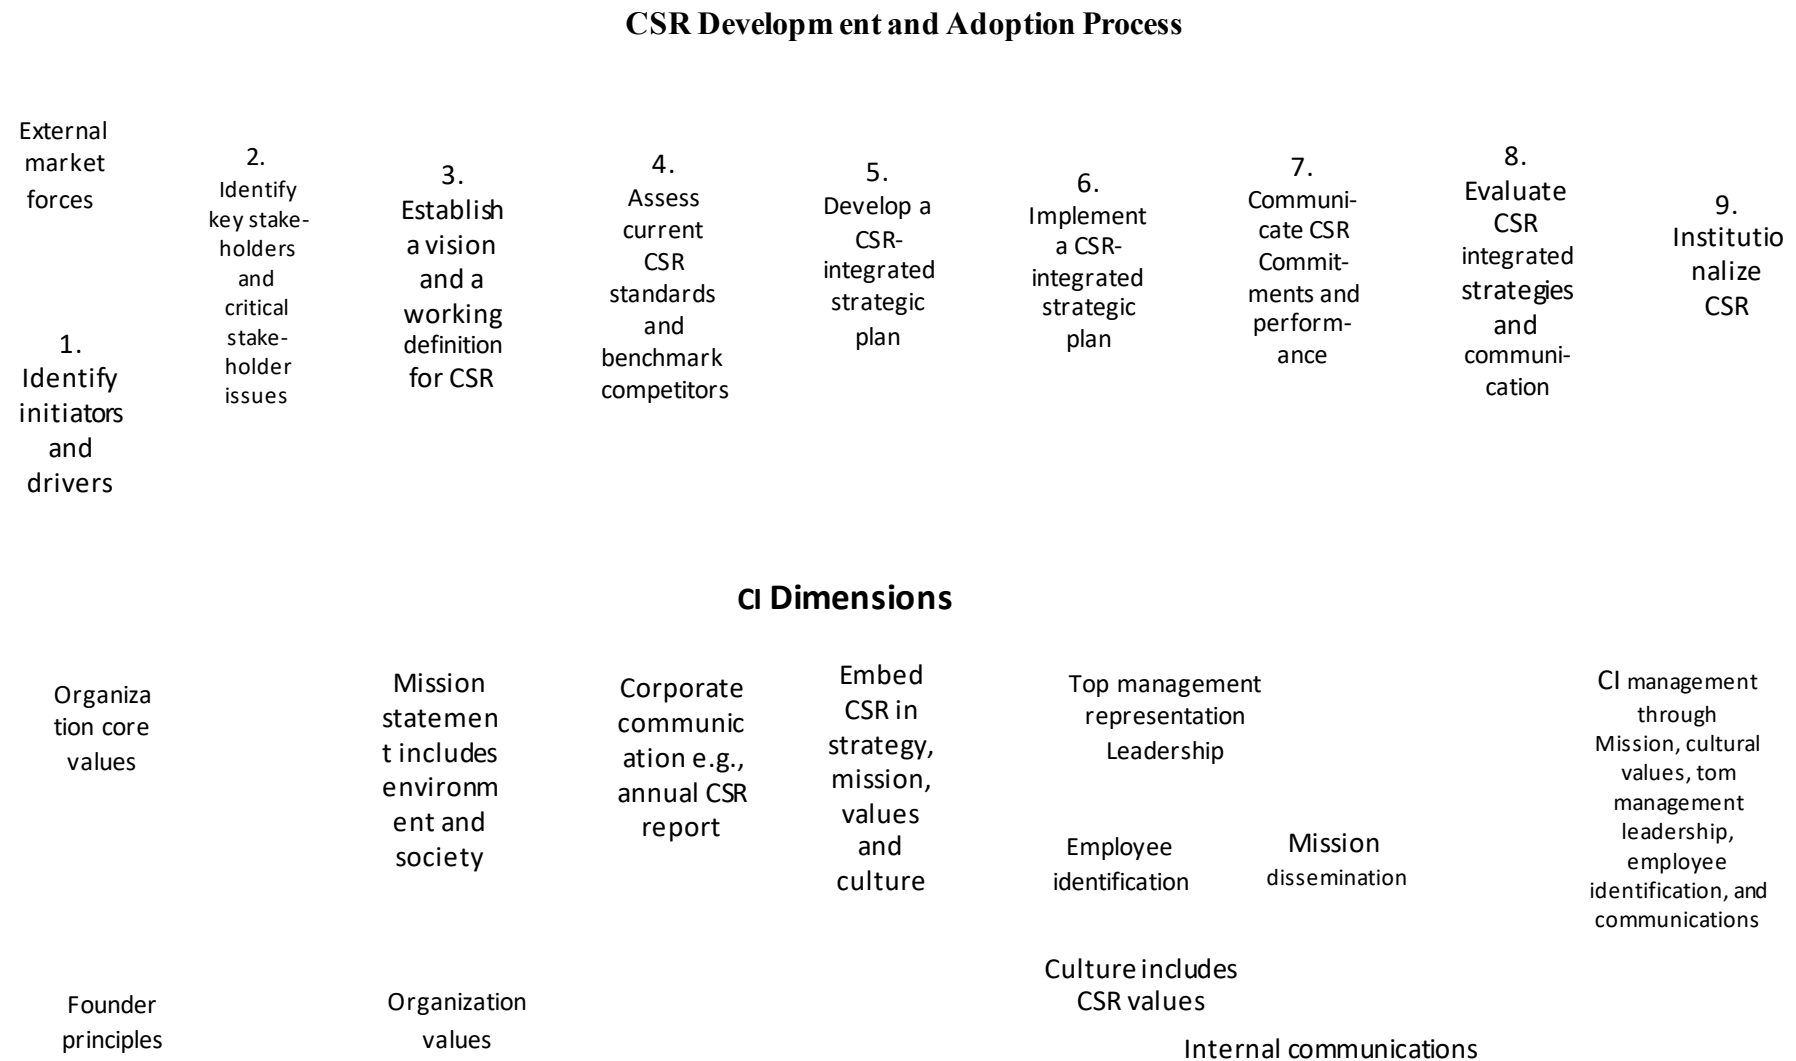 CSR Development and Adoption Process
External
market
forces
1.
Identify
initiators
and
drivers
2.
Identify
key stake-
holders
and
critical
stake-
holder
issues
3.
Establish
a vision
and a
working
definition
for CSR
4.
Assess
current
CSR
standards
and
benchmark
competitors
5.
Develop a
CSR-
integrated
strategic
plan
6.
Implement
a CSR-
integrated
strategic
plan
7.
Communi-
cate CSR
Commit-
ments and
perform-
ance
8.
Evaluate
CSR
integrated
strategies
and
communi-
cation
9.
Institutio
nalize
CSR
CI Dimensions
Organiza
tion core
values
Founder
principles
Mission
statemen
t includes
environm
ent and
society
Organization
values
Corporate
communic
ation e.g.,
annual CSR
report
Embed
CSR in
strategy,
mission,
values
and
culture
Top management
representation
Leadership
Employee
identification
Mission
dissemination
Culture includes
CSR values
Internal communications
CI management
through
Mission, cultural
values, tom
management
leadership,
employee
identification, and
communications